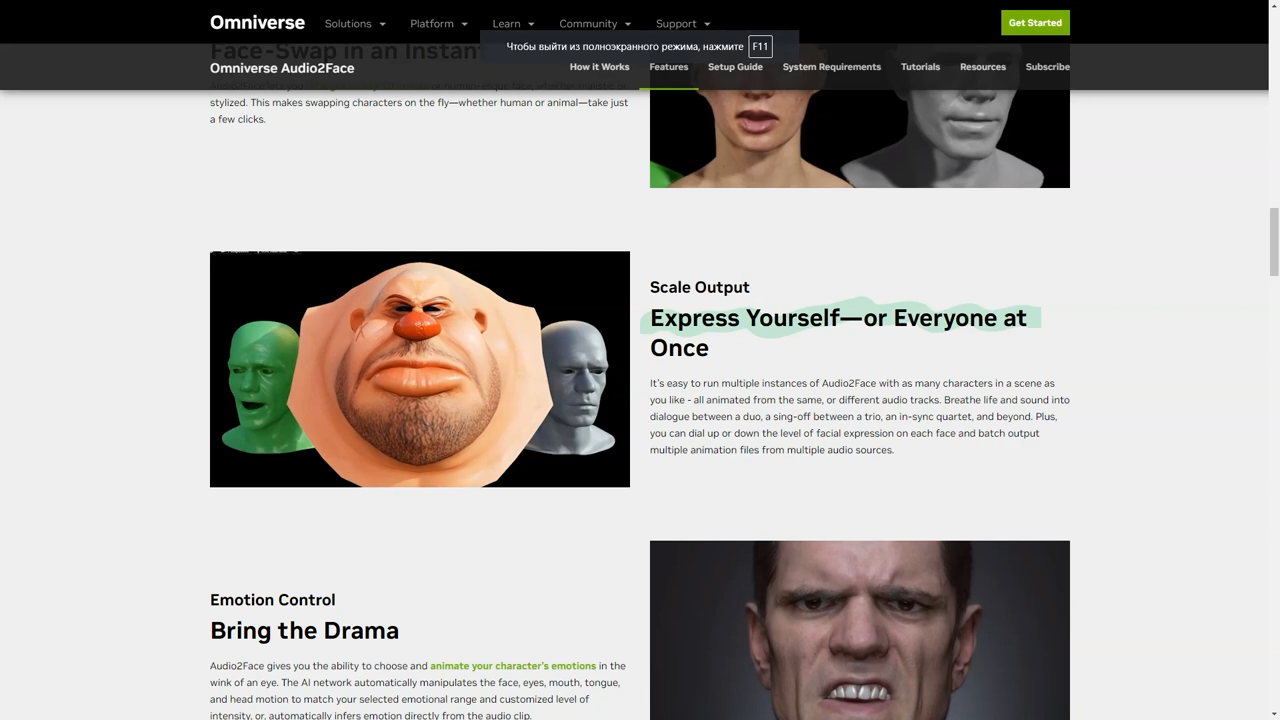 Omniverse
Solutions
Platform
Learn
Community
Support
Get Started
Face-Swap in an Instant
Чтобы выйти из полноэкранного режима, нажмите F11
Omniverse Audio2Face
How it Works
Features
Setup Guide
System Requirements
Tutorials
Resources
Subscribe
stylized. This makes swapping characters on the fly—whether human or animal—take just
a few clicks.
Scale Output
Express Yourself—or Everyone at
Once
It's easy to run multiple instances of Audio2Face with as many characters in a scene as
you like - all animated from the same, or different audio tracks. Breathe life and sound into
dialogue between a duo, a sing-off between a trio, an in-sync quartet, and beyond. Plus,
you can dial up or down the level of facial expression on each face and batch output
multiple animation files from multiple audio sources.
Emotion Control
Bring the Drama
Audio2Face gives you the ability to choose and animate your character's emotions in the
wink of an eye. The AI network automatically manipulates the face, eyes, mouth, tongue,
and head motion to match your selected emotional range and customized level of
intensity, or, automatically infers emotion directly from the audio clip.